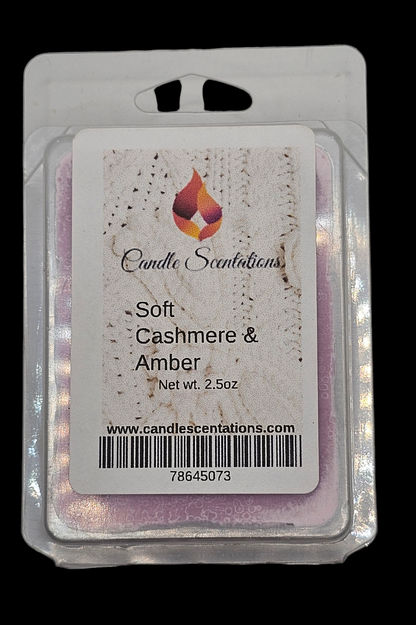 Candle Scentations
Soft
Cashmere &
Amber
Net wt. 2.5oz
www.candlescentations.com
78645073